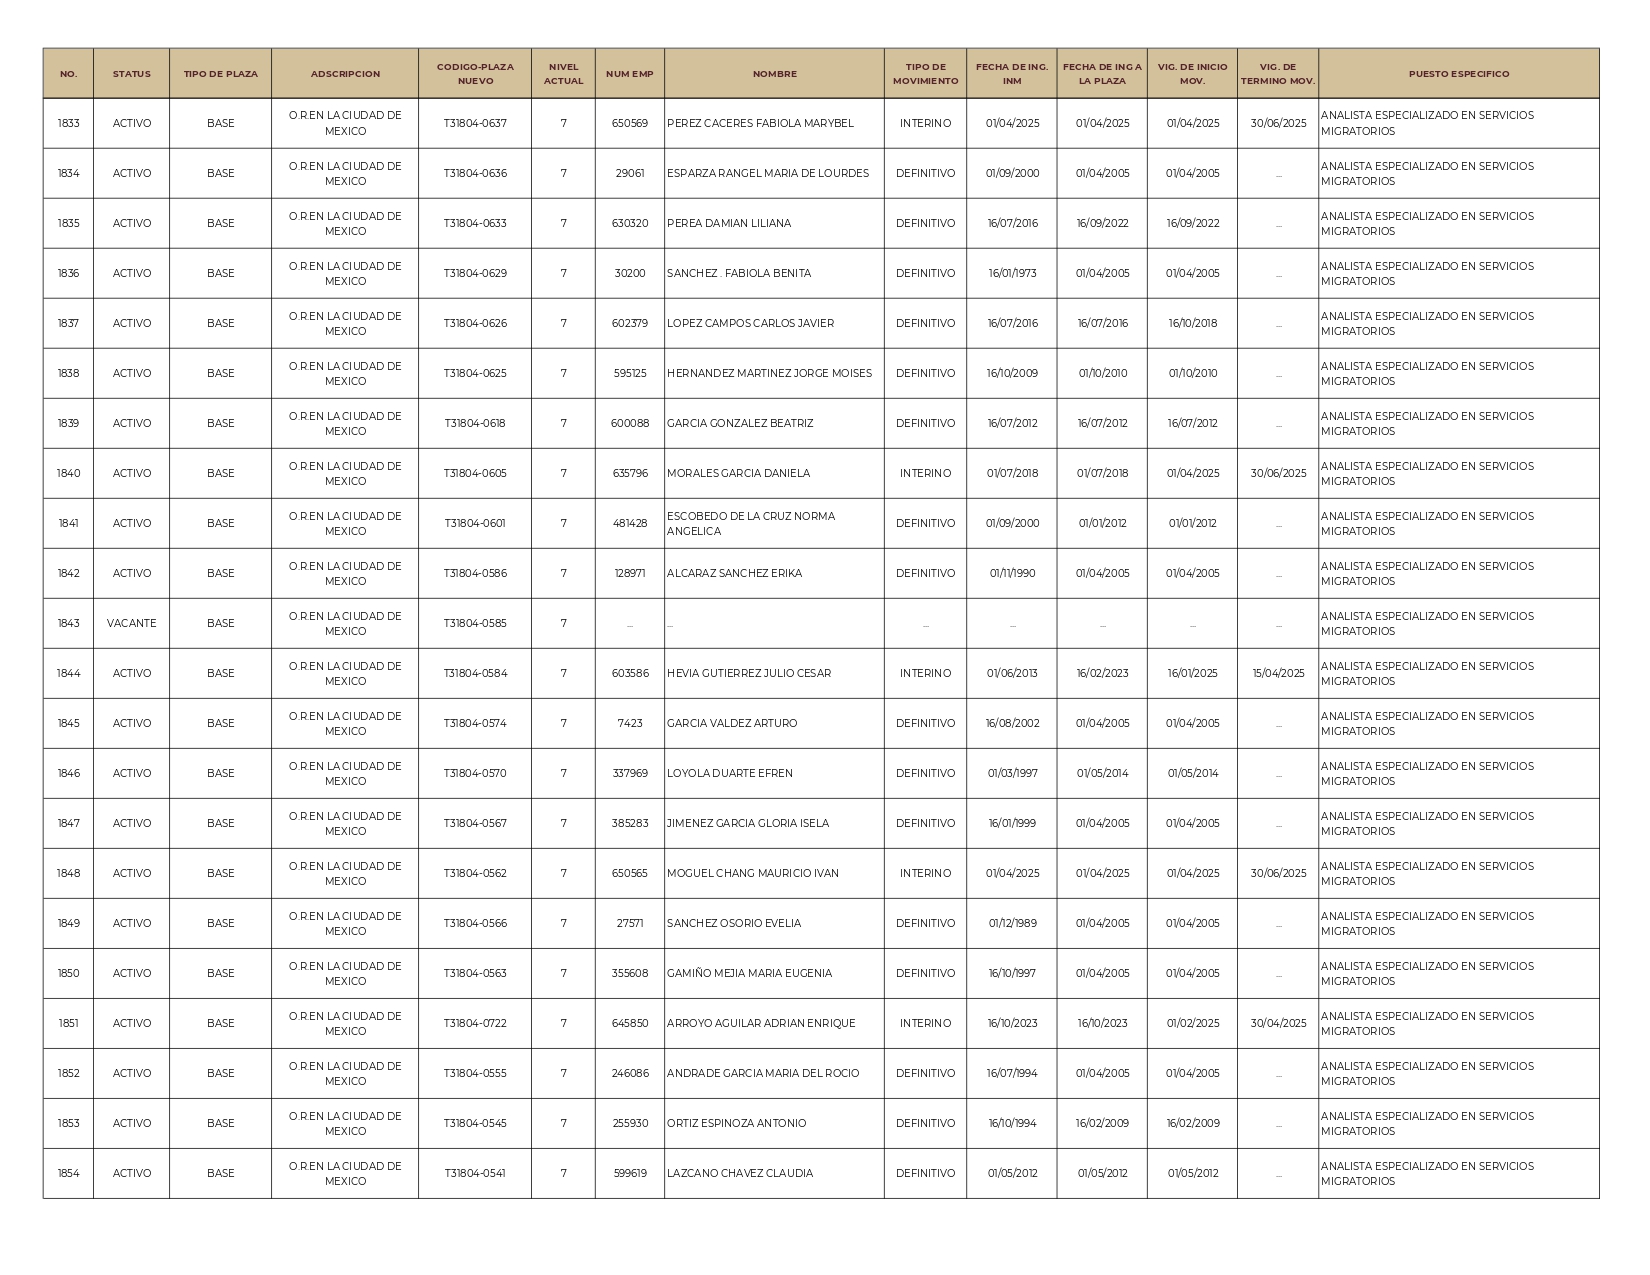 NO. STATUS TIPO DE PLAZA ADSCRIPCION CODIGO-PLAZA NUEVO NIVEL ACTUAL NUM EMP NOMBRE TIPO DE MOVIMIENTO FECHA DE ING. INM FECHA DE ING A LA PLAZA VIG. DE INICIO MOV. VIG. DE TERMINO MOV. PUESTO ESPECIFICO
1833 ACTIVO BASE O.R.EN LA CIUDAD DE MEXICO T31804-0637 7 650569 PEREZ CACERES FABIOLA MARYBEL INTERINO 01/04/2025 01/04/2025 01/04/2025 30/06/2025 ANALISTA ESPECIALIZADO EN SERVICIOS MIGRATORIOS
1834 ACTIVO BASE O.R.EN LA CIUDAD DE MEXICO T31804-0636 7 29061 ESPARZA RANGEL MARIA DE LOURDES DEFINITIVO 01/09/2000 01/04/2005 01/04/2005 ... ANALISTA ESPECIALIZADO EN SERVICIOS MIGRATORIOS
1835 ACTIVO BASE O.R.EN LA CIUDAD DE MEXICO T31804-0633 7 630320 PEREA DAMIAN LILIANA DEFINITIVO 16/07/2016 16/09/2022 16/09/2022 ... ANALISTA ESPECIALIZADO EN SERVICIOS MIGRATORIOS
1836 ACTIVO BASE O.R.EN LA CIUDAD DE MEXICO T31804-0629 7 30200 SANCHEZ . FABIOLA BENITA DEFINITIVO 16/01/1973 01/04/2005 01/04/2005 ... ANALISTA ESPECIALIZADO EN SERVICIOS MIGRATORIOS
1837 ACTIVO BASE O.R.EN LA CIUDAD DE MEXICO T31804-0626 7 602379 LOPEZ CAMPOS CARLOS JAVIER DEFINITIVO 16/07/2016 16/07/2016 16/10/2018 ... ANALISTA ESPECIALIZADO EN SERVICIOS MIGRATORIOS
1838 ACTIVO BASE O.R.EN LA CIUDAD DE MEXICO T31804-0625 7 595125 HERNANDEZ MARTINEZ JORGE MOISES DEFINITIVO 16/10/2009 01/10/2010 01/10/2010 ... ANALISTA ESPECIALIZADO EN SERVICIOS MIGRATORIOS
1839 ACTIVO BASE O.R.EN LA CIUDAD DE MEXICO T31804-0618 7 600088 GARCIA GONZALEZ BEATRIZ DEFINITIVO 16/07/2012 16/07/2012 16/07/2012 ... ANALISTA ESPECIALIZADO EN SERVICIOS MIGRATORIOS
1840 ACTIVO BASE O.R.EN LA CIUDAD DE MEXICO T31804-0605 7 635796 MORALES GARCIA DANIELA INTERINO 01/07/2018 01/07/2018 01/04/2025 30/06/2025 ANALISTA ESPECIALIZADO EN SERVICIOS MIGRATORIOS
1841 ACTIVO BASE O.R.EN LA CIUDAD DE MEXICO T31804-0601 7 481428 ESCOBEDO DE LA CRUZ NORMA ANGELICA DEFINITIVO 01/09/2000 01/01/2012 01/01/2012 ... ANALISTA ESPECIALIZADO EN SERVICIOS MIGRATORIOS
1842 ACTIVO BASE O.R.EN LA CIUDAD DE MEXICO T31804-0586 7 128971 ALCARAZ SANCHEZ ERIKA DEFINITIVO 01/11/1990 01/04/2005 01/04/2005 ... ANALISTA ESPECIALIZADO EN SERVICIOS MIGRATORIOS
1843 VACANTE BASE O.R.EN LA CIUDAD DE MEXICO T31804-0585 7 ... ... ... ... ... ... ... ANALISTA ESPECIALIZADO EN SERVICIOS MIGRATORIOS
1844 ACTIVO BASE O.R.EN LA CIUDAD DE MEXICO T31804-0584 7 603586 HEVIA GUTIERREZ JULIO CESAR INTERINO 01/06/2013 16/02/2023 16/01/2025 15/04/2025 ANALISTA ESPECIALIZADO EN SERVICIOS MIGRATORIOS
1845 ACTIVO BASE O.R.EN LA CIUDAD DE MEXICO T31804-0574 7 7423 GARCIA VALDEZ ARTURO DEFINITIVO 16/08/2002 01/04/2005 01/04/2005 ... ANALISTA ESPECIALIZADO EN SERVICIOS MIGRATORIOS
1846 ACTIVO BASE O.R.EN LA CIUDAD DE MEXICO T31804-0570 7 337969 LOYOLA DUARTE EFREN DEFINITIVO 01/03/1997 01/05/2014 01/05/2014 ... ANALISTA ESPECIALIZADO EN SERVICIOS MIGRATORIOS
1847 ACTIVO BASE O.R.EN LA CIUDAD DE MEXICO T31804-0567 7 385283 JIMENEZ GARCIA GLORIA ISELA DEFINITIVO 16/01/1999 01/04/2005 01/04/2005 ... ANALISTA ESPECIALIZADO EN SERVICIOS MIGRATORIOS
1848 ACTIVO BASE O.R.EN LA CIUDAD DE MEXICO T31804-0562 7 650565 MOGUEL CHANG MAURICIO IVAN INTERINO 01/04/2025 01/04/2025 01/04/2025 30/06/2025 ANALISTA ESPECIALIZADO EN SERVICIOS MIGRATORIOS
1849 ACTIVO BASE O.R.EN LA CIUDAD DE MEXICO T31804-0566 7 27571 SANCHEZ OSORIO EVELIA DEFINITIVO 01/12/1989 01/04/2005 01/04/2005 ... ANALISTA ESPECIALIZADO EN SERVICIOS MIGRATORIOS
1850 ACTIVO BASE O.R.EN LA CIUDAD DE MEXICO T31804-0563 7 355608 GAMIÑO MEJIA MARIA EUGENIA DEFINITIVO 16/10/1997 01/04/2005 01/04/2005 ... ANALISTA ESPECIALIZADO EN SERVICIOS MIGRATORIOS
1851 ACTIVO BASE O.R.EN LA CIUDAD DE MEXICO T31804-0722 7 645850 ARROYO AGUILAR ADRIAN ENRIQUE INTERINO 16/10/2023 16/10/2023 01/02/2025 30/04/2025 ANALISTA ESPECIALIZADO EN SERVICIOS MIGRATORIOS
1852 ACTIVO BASE O.R.EN LA CIUDAD DE MEXICO T31804-0555 7 246086 ANDRADE GARCIA MARIA DEL ROCIO DEFINITIVO 16/07/1994 01/04/2005 01/04/2005 ... ANALISTA ESPECIALIZADO EN SERVICIOS MIGRATORIOS
1853 ACTIVO BASE O.R.EN LA CIUDAD DE MEXICO T31804-0545 7 255930 ORTIZ ESPINOZA ANTONIO DEFINITIVO 16/10/1994 16/02/2009 16/02/2009 ... ANALISTA ESPECIALIZADO EN SERVICIOS MIGRATORIOS
1854 ACTIVO BASE O.R.EN LA CIUDAD DE MEXICO T31804-0541 7 599619 LAZCANO CHAVEZ CLAUDIA DEFINITIVO 01/05/2012 01/05/2012 01/05/2012 ... ANALISTA ESPECIALIZADO EN SERVICIOS MIGRATORIOS